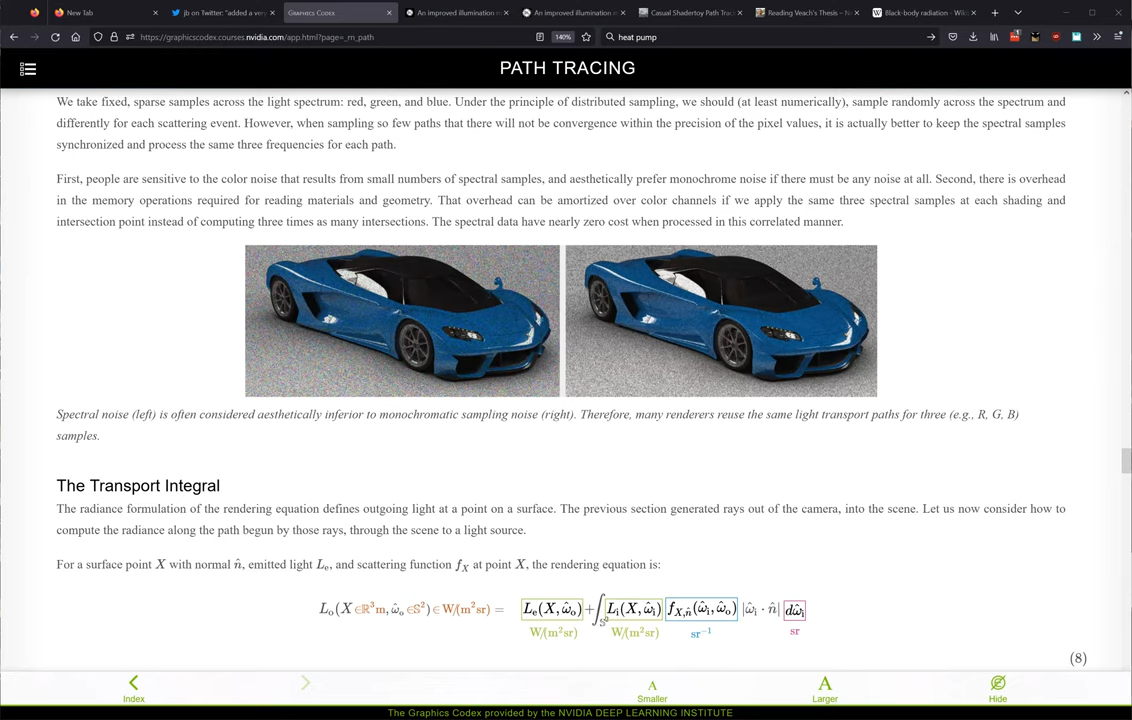 New Tab
jb on Twitter: "added a very
Graphics Codex
An improved illumination m
An improved illumination m
Casual Shadertoy Path Trac
Reading Veach's Thesis – N
Black-body radiation - Wiki
https://graphicscodex.courses.nvidia.com/app.html?page=_rn_path
140%
heat pump
PATH TRACING
We take fixed, sparse samples across the light spectrum: red, green, and blue. Under the principle of distributed sampling, we should (at least numerically), sample randomly across the spectrum and
differently for each scattering event. However, when sampling so few paths that there will not be convergence within the precision of the pixel values, it is actually better to keep the spectral samples
synchronized and process the same three frequencies for each path.
First, people are sensitive to the color noise that results from small numbers of spectral samples, and aesthetically prefer monochrome noise if there must be any noise at all. Second, there is overhead
in the memory operations required for reading materials and geometry. That overhead can be amortized over color channels if we apply the same three spectral samples at each shading and
intersection point instead of computing three times as many intersections. The spectral data have nearly zero cost when processed in this correlated manner.
Spectral noise (left) is often considered aesthetically inferior to monochromatic sampling noise (right). Therefore, many renderers reuse the same light transport paths for three (e.g., R, G, B)
samples.
The Transport Integral
The radiance formulation of the rendering equation defines outgoing light at a point on a surface. The previous section generated rays out of the camera, into the scene. Let us now consider how to
compute the radiance along the path begun by those rays, through the scene to a light source.
For a surface point X with normal n̂, emitted light Lₑ, and scattering function f_X at point X, the rendering equation is:
L_o(X ∈ℝ³m, ω̂_o ∈S²) ∈ W/(m²sr) = L_e(X, ω̂_o) + ∫_S² L_i(X, ω̂_i) f_X,n̂(ω̂_i, ω̂_o) |ω̂_i · n̂| dω̂_i
W/(m²sr) W/(m²sr) sr⁻¹ sr
(8)
Index
A Smaller
A Larger
Hide
The Graphics Codex provided by the NVIDIA DEEP LEARNING INSTITUTE